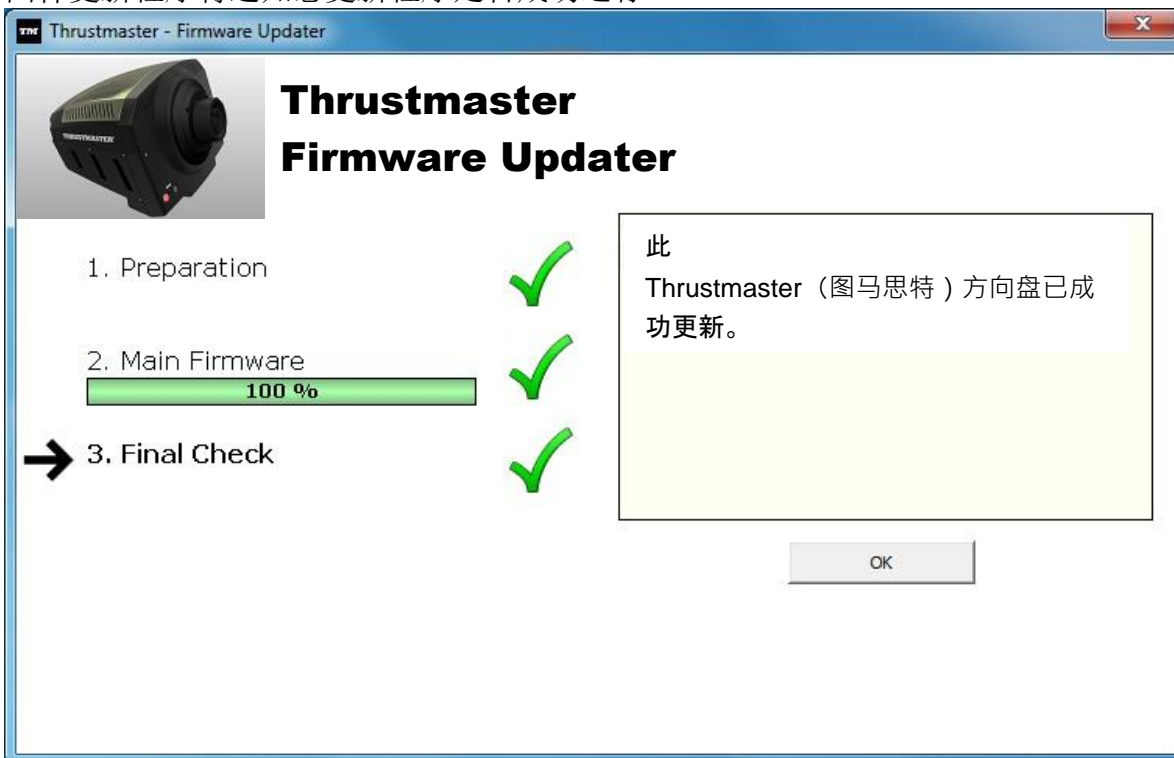 Thrustmaster - Firmware Updater
Thrustmaster
Firmware Updater
1. Preparation
2. Main Firmware
100 %
3. Final Check
此
Thrustmaster（图马思特）方向盘已成
功更新。
OK